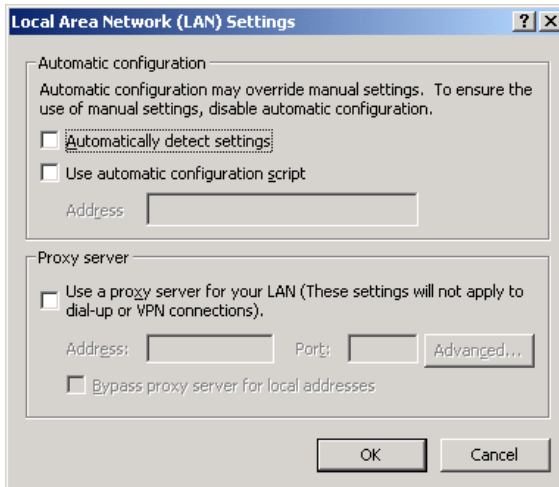 Local Area Network (LAN) Settings
Automatic configuration
Automatic configuration may override manual settings. To ensure the
use of manual settings, disable automatic configuration.
Automatically detect settings
Use automatic configuration script
Address
Proxy server
Use a proxy server for your LAN (These settings will not apply to
dial-up or VPN connections).
Address: Port: Advanced...
Bypass proxy server for local addresses
OK Cancel